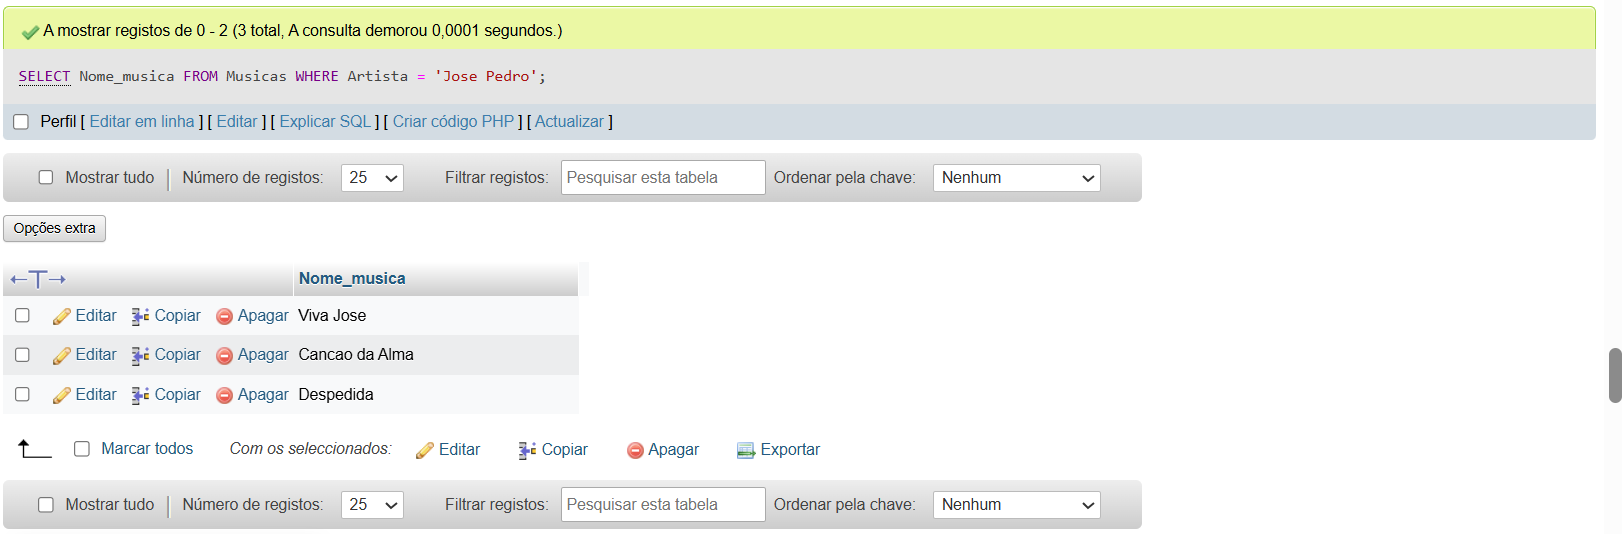 A mostrar registos de 0 - 2 (3 total, A consulta demorou 0,0001 segundos.)
SELECT Nome_musica FROM Musicas WHERE Artista = 'Jose Pedro';
Perfil [ Editar em linha ] [ Editar ] [ Explicar SQL ] [ Criar código PHP ] [ Actualizar ]
Mostrar tudo Número de registos: 25 Filtrar registos: Pesquisar esta tabela Ordenar pela chave: Nenhum
Opções extra
←T→ Nome_musica
Editar Copiar Apagar Viva Jose
Editar Copiar Apagar Cancao da Alma
Editar Copiar Apagar Despedida
Marcar todos Com os seleccionados: Editar Copiar Apagar Exportar
Mostrar tudo Número de registos: 25 Filtrar registos: Pesquisar esta tabela Ordenar pela chave: Nenhum